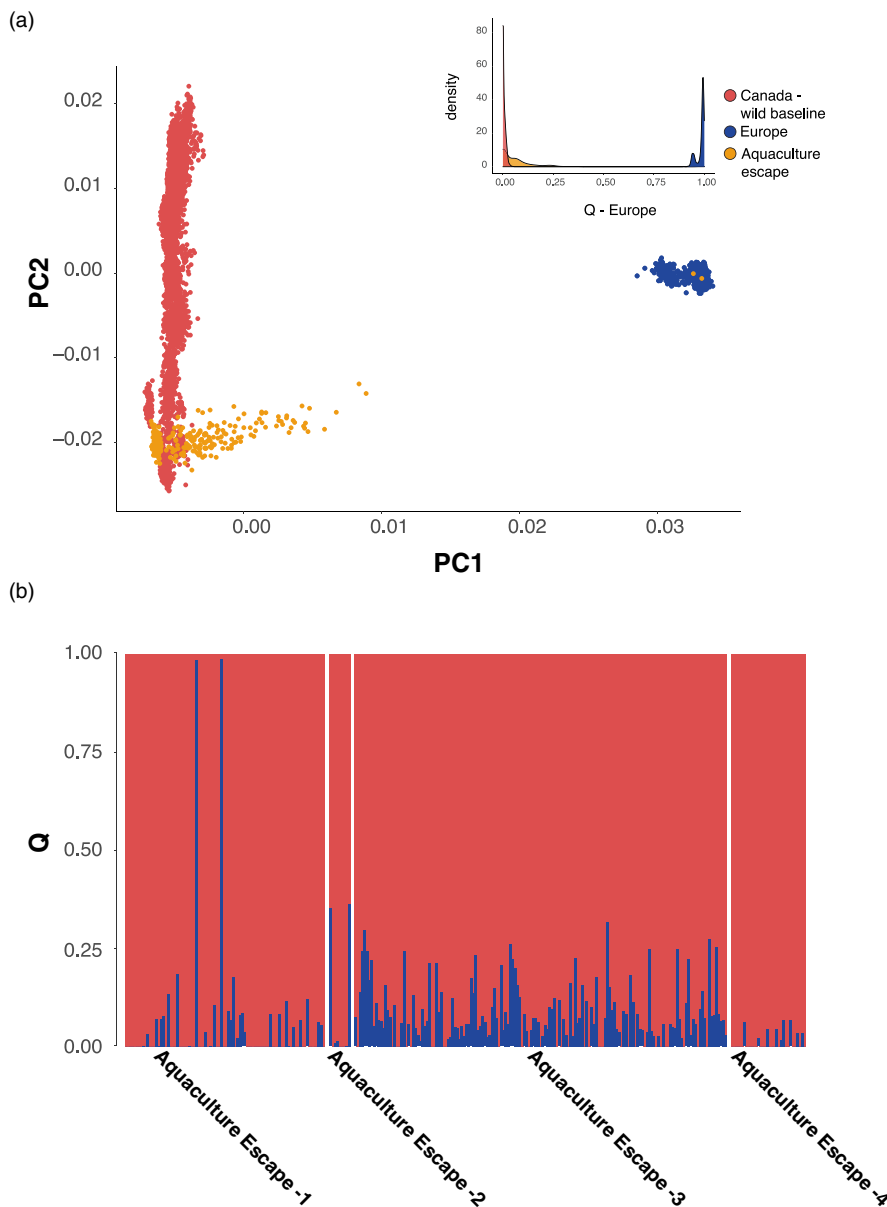 (a)
80
60
40
20
0
density
0.00 0.25 0.50 0.75 1.00
Q - Europe
Canada -
wild baseline
Europe
Aquaculture
escape
0.02
0.01
0.00
−0.01
−0.02
PC2
0.00 0.01 0.02 0.03
PC1
(b)
1.00
0.75
0.50
0.25
0.00
Q
Aquaculture Escape -1
Aquaculture Escape -2
Aquaculture Escape -3
Aquaculture Escape -4